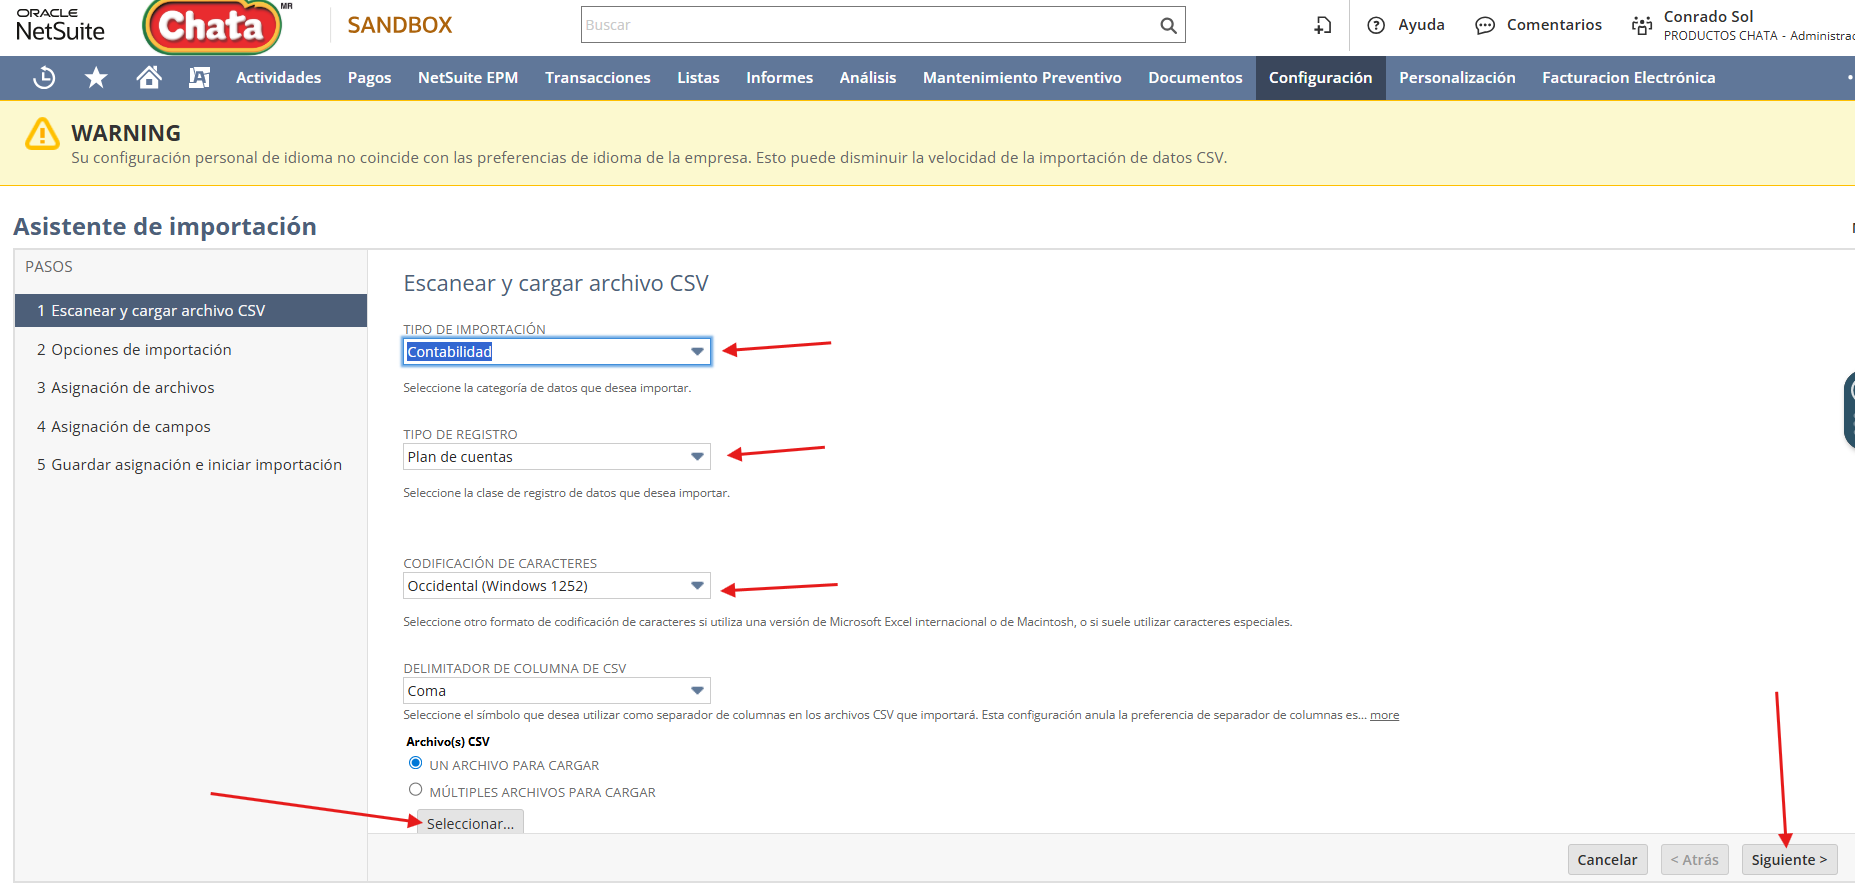 ORACLE
NetSuite
Chata
MR
SANDBOX
Buscar
Ayuda
Comentarios
Conrado Sol
PRODUCTOS CHATA - Administrac
Actividades
Pagos
NetSuite EPM
Transacciones
Listas
Informes
Análisis
Mantenimiento Preventivo
Documentos
Configuración
Personalización
Facturacion Electrónica
WARNING
Su configuración personal de idioma no coincide con las preferencias de idioma de la empresa. Esto puede disminuir la velocidad de la importación de datos CSV.
Asistente de importación
PASOS
1 Escanear y cargar archivo CSV
2 Opciones de importación
3 Asignación de archivos
4 Asignación de campos
5 Guardar asignación e iniciar importación
Escanear y cargar archivo CSV
TIPO DE IMPORTACIÓN
Contabilidad
Seleccione la categoría de datos que desea importar.
TIPO DE REGISTRO
Plan de cuentas
Seleccione la clase de registro de datos que desea importar.
CODIFICACIÓN DE CARACTERES
Occidental (Windows 1252)
Seleccione otro formato de codificación de caracteres si utiliza una versión de Microsoft Excel internacional o de Macintosh, o si suele utilizar caracteres especiales.
DELIMITADOR DE COLUMNA DE CSV
Coma
Seleccione el símbolo que desea utilizar como separador de columnas en los archivos CSV que importará. Esta configuración anula la preferencia de separador de columnas es... more
Archivo(s) CSV
UN ARCHIVO PARA CARGAR
MÚLTIPLES ARCHIVOS PARA CARGAR
Seleccionar...
Cancelar
< Atrás
Siguiente >